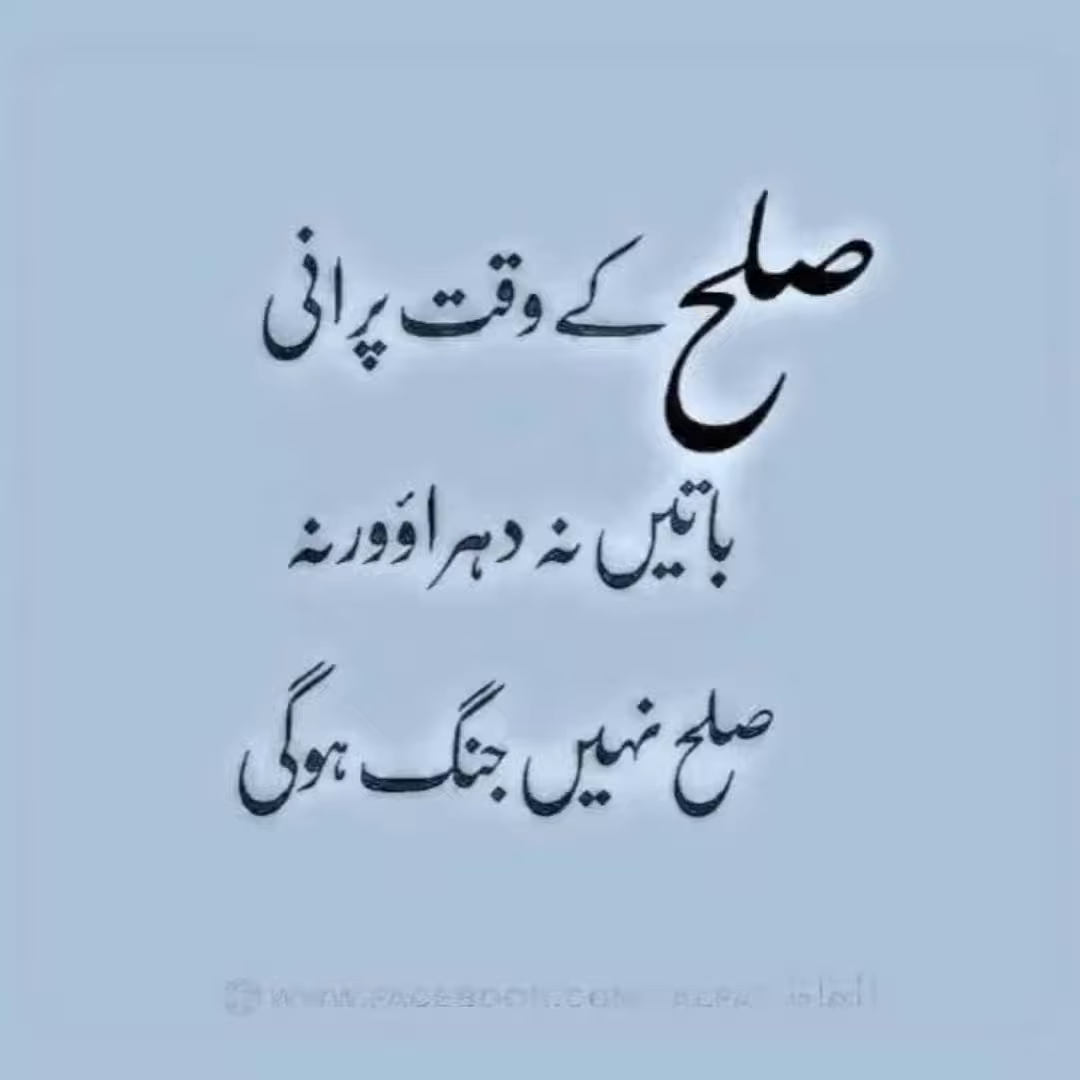 صلح کے وقت پرانی
باتیں نہ دہراؤ ورنہ
صلح نہیں جنگ ہوگی